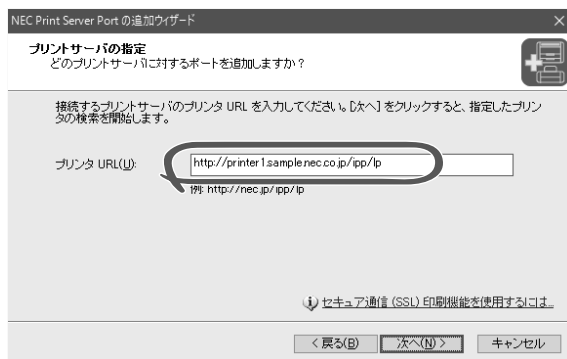 NEC Print Server Port の追加ウィザード
プリントサーバの指定
どのプリントサーバに対するポートを追加しますか？
接続するプリントサーバのプリンタ URL を入力してください。[次へ] をクリックすると、指定したプリン
タの検索を開始します。
プリンタ URL(U):
http://printer1.sample.nec.co.jp/ipp/lp
例: http://nec.jp/ipp/lp
セキュア通信 (SSL) 印刷機能を使用するには...
< 戻る(B)
次へ(N) >
キャンセル